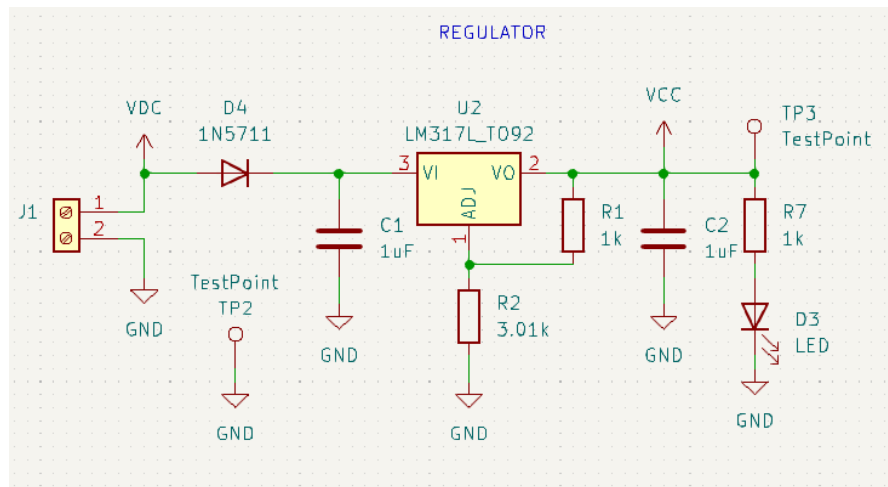 REGULATOR
VDC
D4
1N5711
U2
LM317L_TO92
VCC
TP3
TestPoint
J1
1
2
3
VI
VO
2
ADJ
1
C1
1uF
R1
1k
C2
1uF
R7
1k
TestPoint
TP2
GND
R2
3.01k
GND
GND
D3
LED
GND
GND
GND